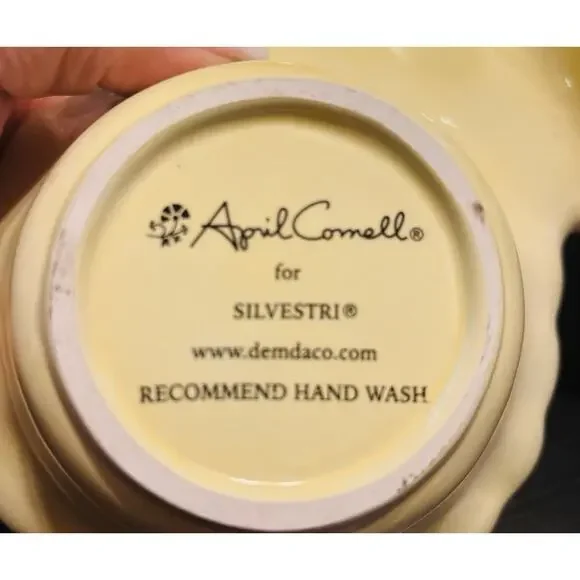 April Cornell®
for
SILVESTRI®
www.demdaco.com
RECOMMEND HAND WASH